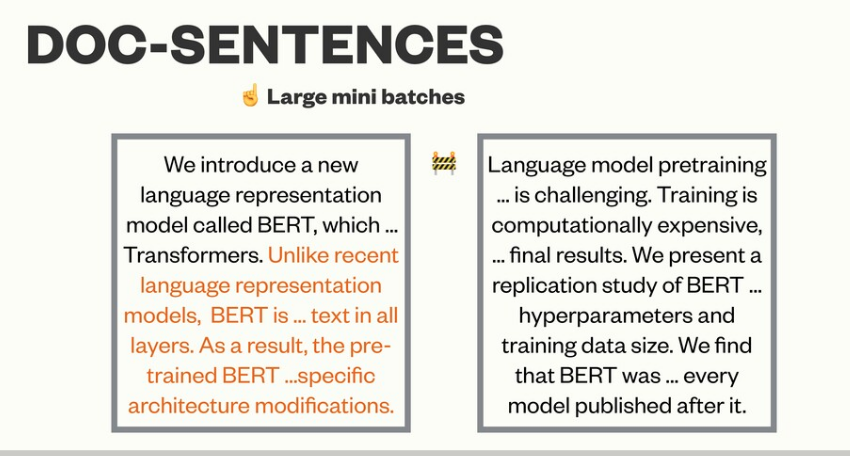 DOC-SENTENCES
☝️ Large mini batches
We introduce a new
language representation
model called BERT, which ...
Transformers. Unlike recent
language representation
models, BERT is ... text in all
layers. As a result, the pre-
trained BERT ...specific
architecture modifications.
🚧
Language model pretraining
... is challenging. Training is
computationally expensive,
... final results. We present a
replication study of BERT ...
hyperparameters and
training data size. We find
that BERT was ... every
model published after it.